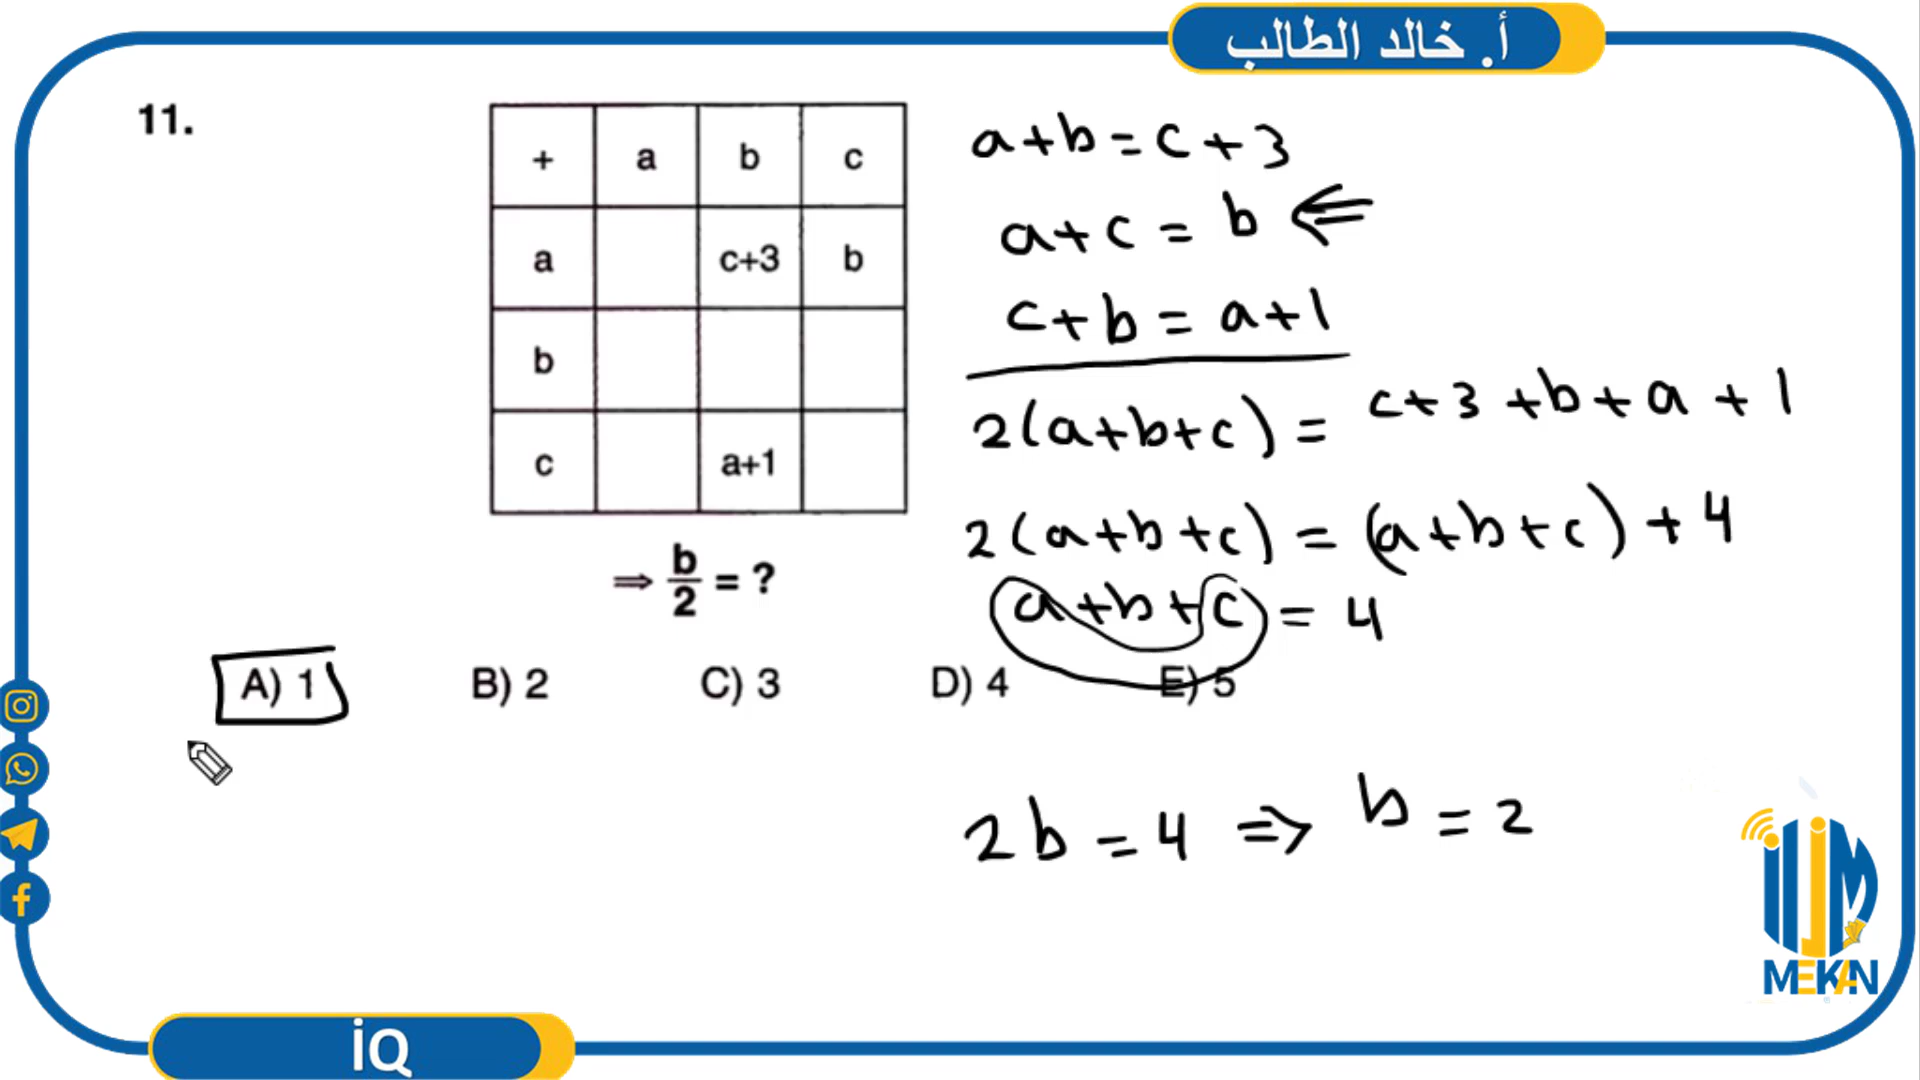 أ. خالد الطالب
11.
+ a b c
a c+3 b
b
c a+1
⇒ b/2 = ?
A) 1 B) 2 C) 3 D) 4 E) 5
a+b=c+3
a+c = b ⇐
c+b = a+1
2(a+b+c) = c+3+b+a+1
2(a+b+c) = (a+b+c)+4
a+b+c = 4
2b=4 ⇒ b=2
MEKAN
İQ